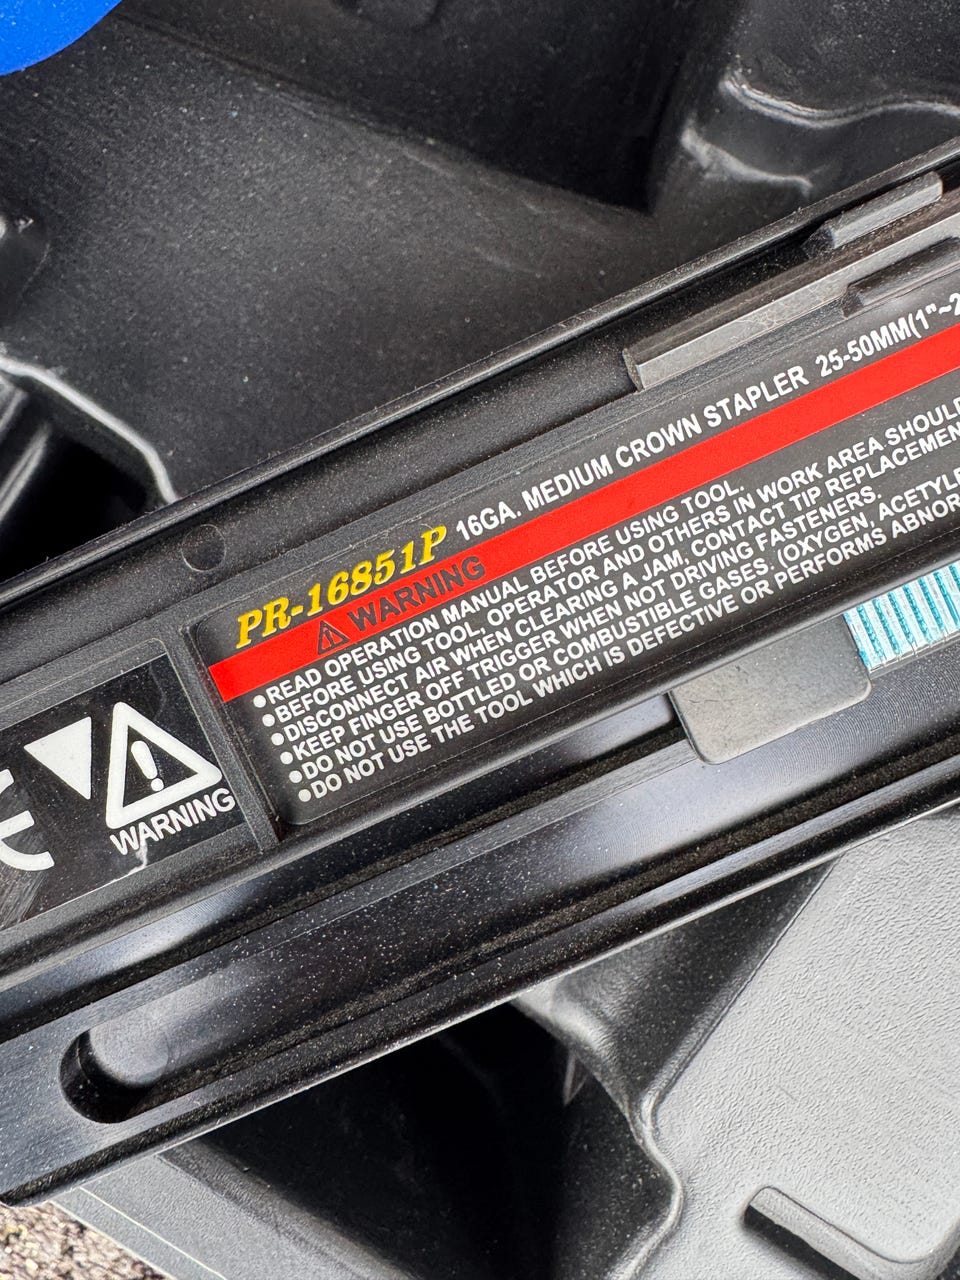 PR-16851P 16GA. MEDIUM CROWN STAPLER 25-50MM(1"~2
WARNING
●READ OPERATION MANUAL BEFORE USING TOOL.
●BEFORE USING TOOL, OPERATOR AND OTHERS IN WORK AREA SHOULD
●DISCONNECT AIR WHEN CLEARING A JAM, CONTACT TIP REPLACEMEN
●KEEP FINGER OFF TRIGGER WHEN NOT DRIVING FASTENERS.
●DO NOT USE BOTTLED OR COMBUSTIBLE GASES. (OXYGEN, ACETYLE
●DO NOT USE THE TOOL WHICH IS DEFECTIVE OR PERFORMS ABNOR
CE
WARNING